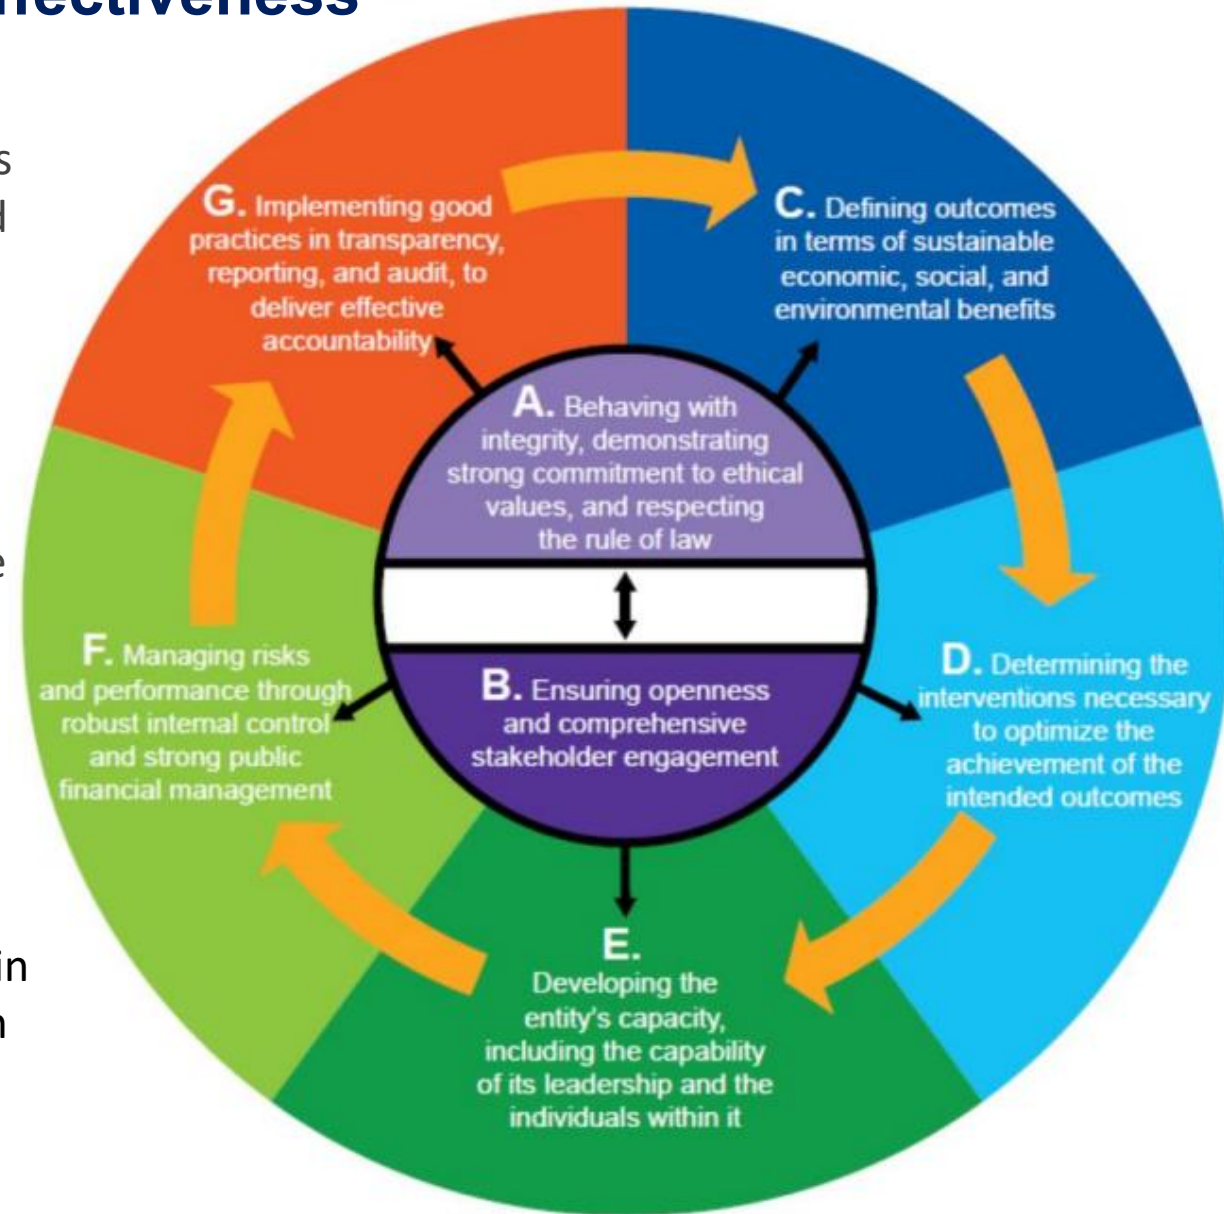 G. Implementing good
practices in transparency,
reporting, and audit, to
deliver effective
accountability
C. Defining outcomes
in terms of sustainable
economic, social, and
environmental benefits
A. Behaving with
integrity, demonstrating
strong commitment to ethical
values, and respecting
the rule of law
F. Managing risks
and performance through
robust internal control
and strong public
financial management
B. Ensuring openness
and comprehensive
stakeholder engagement
D. Determining the
interventions necessary
to optimize the
achievement of the
intended outcomes
in
E.
Developing the
entity's capacity,
including the capability
of its leadership and the
individuals within it